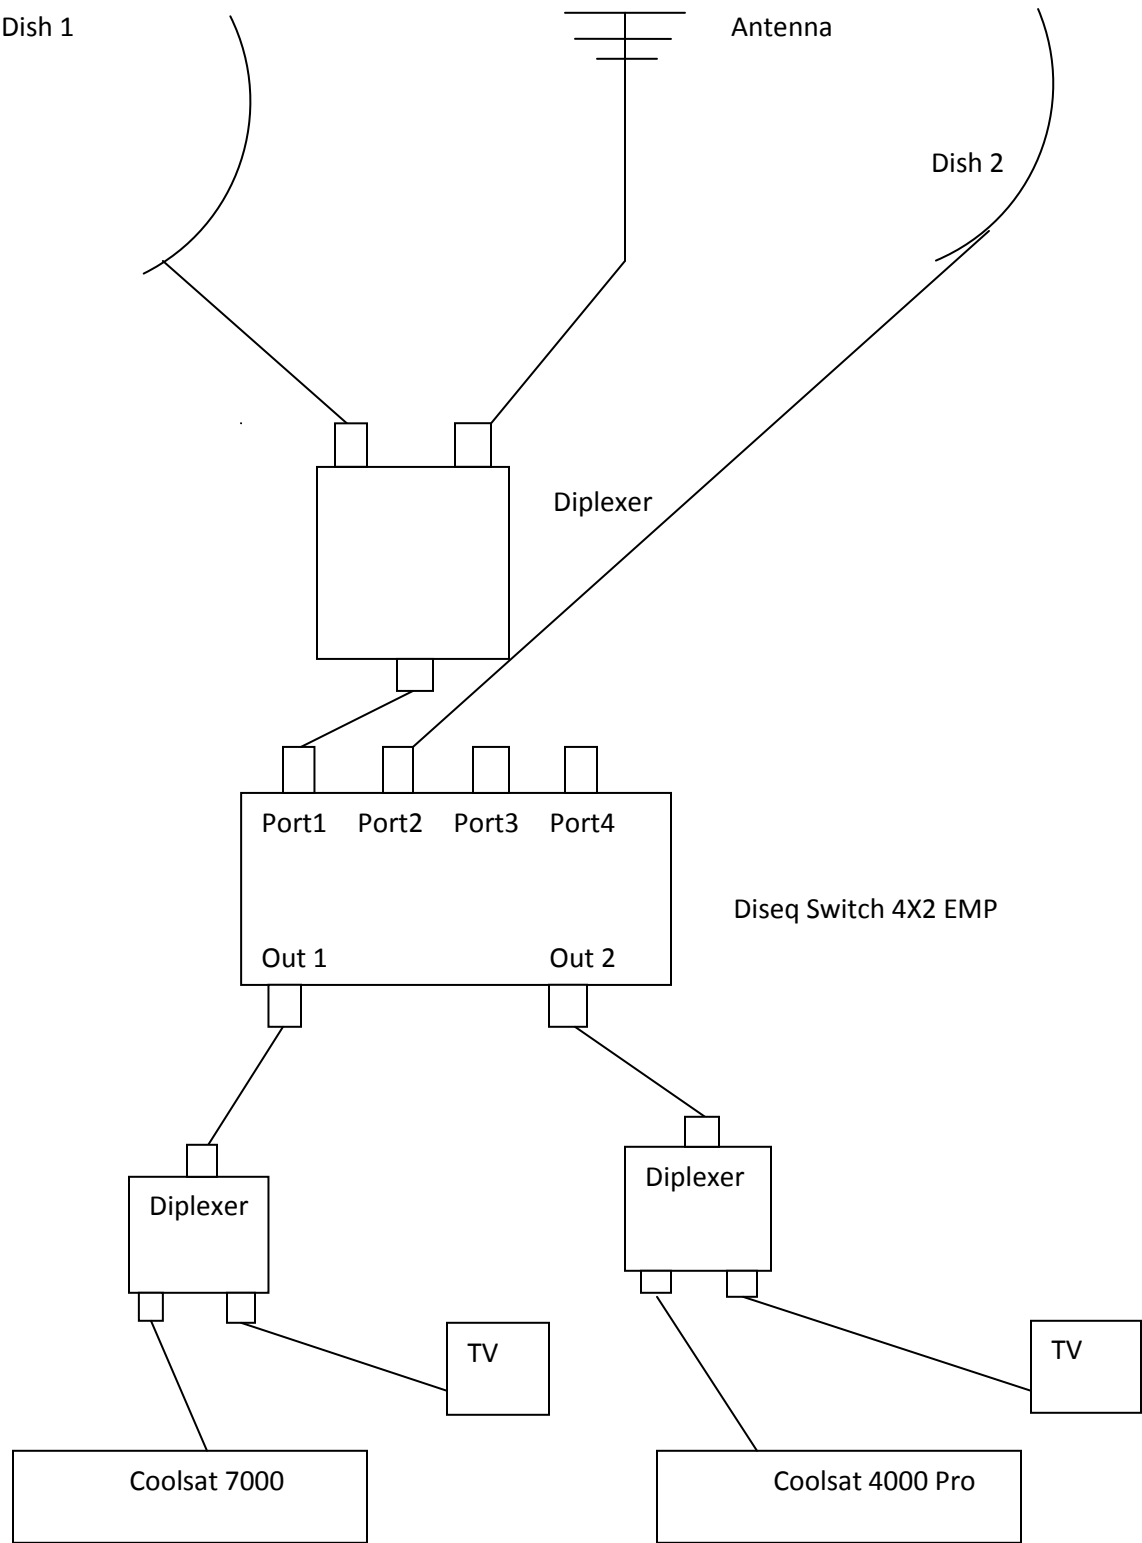 Dish 1
Antenna
Dish 2
Diplexer
Port1 Port2 Port3 Port4
Diseq Switch 4X2 EMP
Out 1 Out 2
Diplexer
Diplexer
TV
TV
Coolsat 7000
Coolsat 4000 Pro